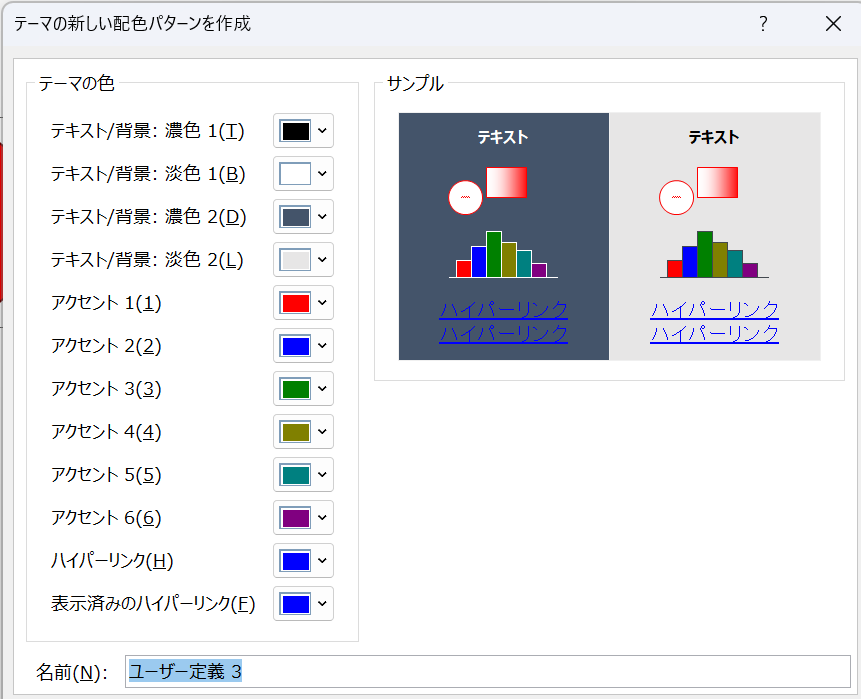 テーマの新しい配色パターンを作成 ?
テーマの色
テキスト/背景: 濃色 1(T)
テキスト/背景: 淡色 1(B)
テキスト/背景: 濃色 2(D)
テキスト/背景: 淡色 2(L)
アクセント 1(1)
アクセント 2(2)
アクセント 3(3)
アクセント 4(4)
アクセント 5(5)
アクセント 6(6)
ハイパーリンク(H)
表示済みのハイパーリンク(F)
サンプル
テキスト
ハイパーリンク
ハイパーリンク
テキスト
ハイパーリンク
ハイパーリンク
名前(N): ユーザー定義 3